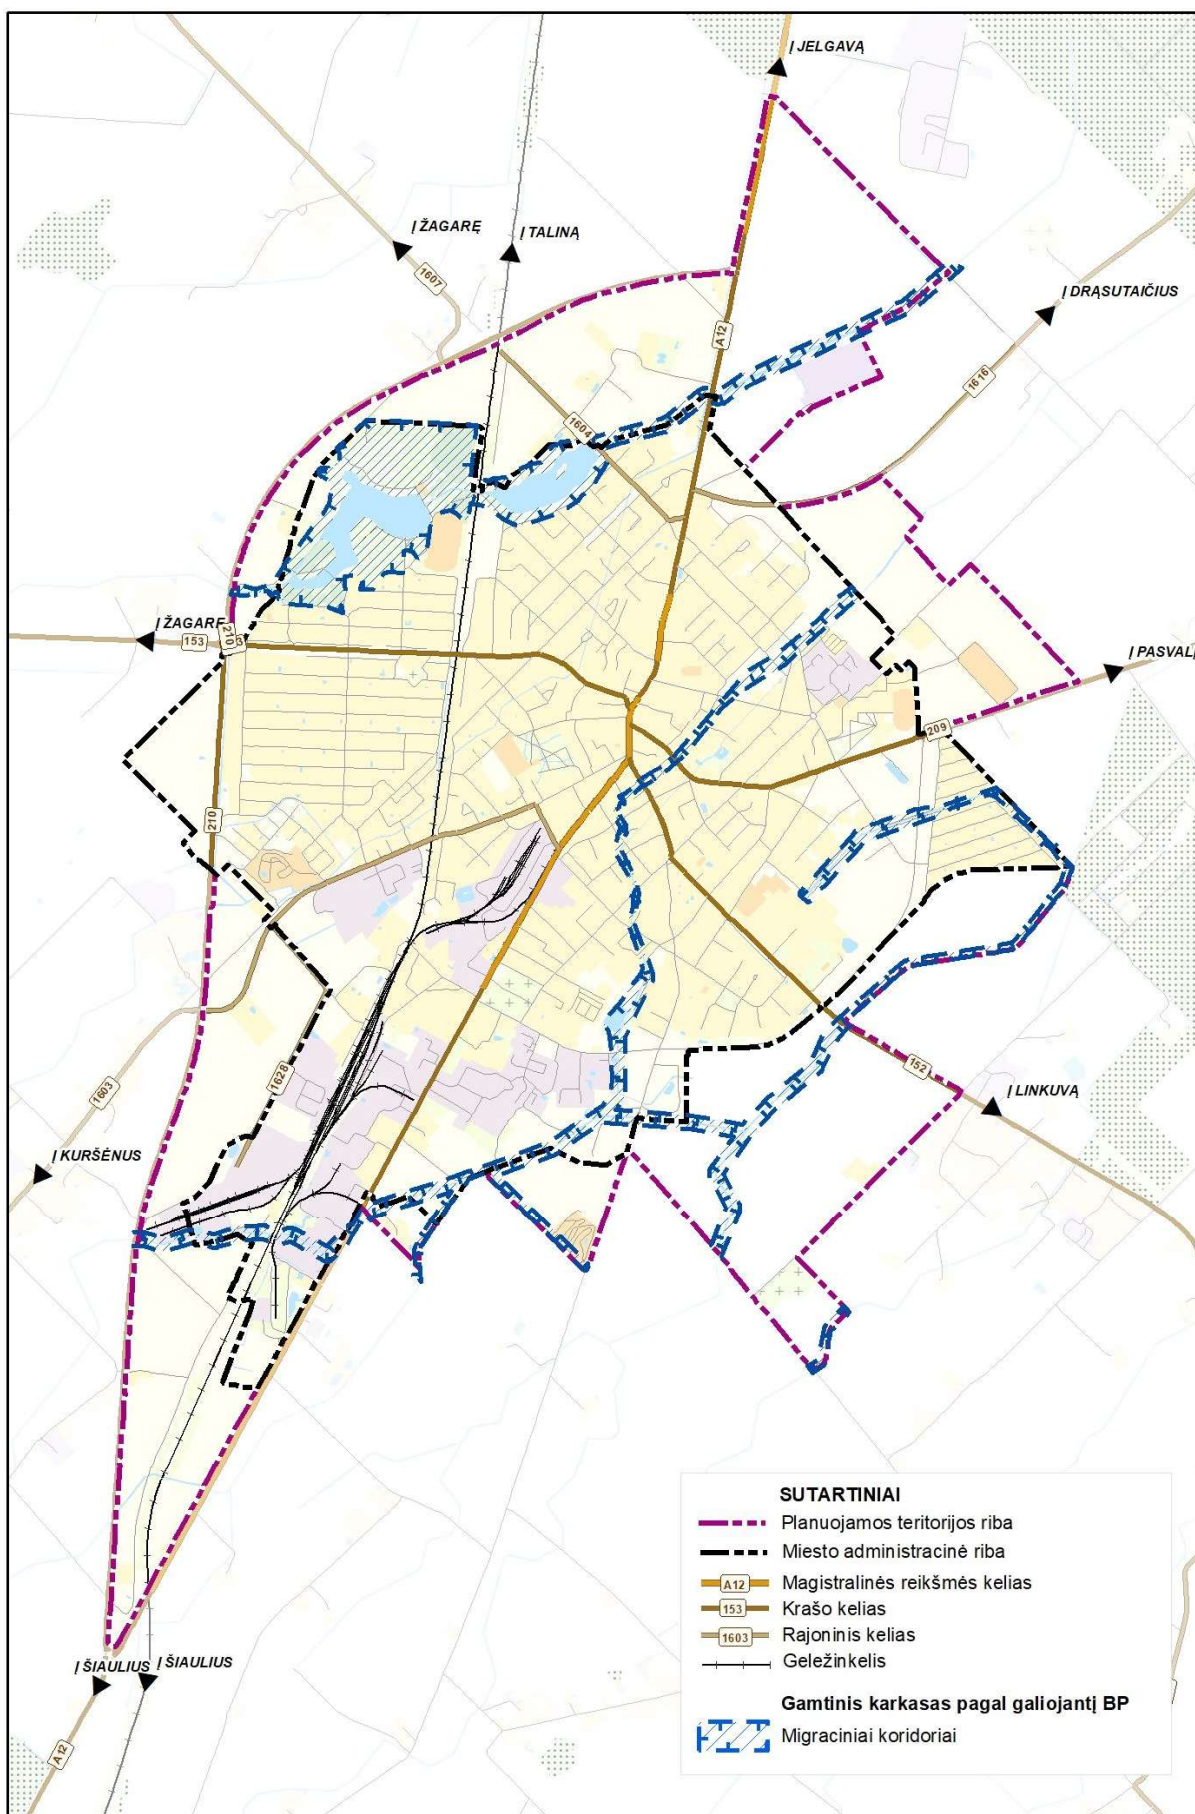 Į JELGAVĄ
Į ŽAGARĘ
Į TALINĄ
1607
Į DRĄSUTAIČIUS
A12
1616
1604
Į ŽAGARĘ
153
210
3
Į PASVALĮ
209
210
1628
1603
152
Į LINKUVĄ
Į KURŠĖNUS
Į ŠIAULIUS
Į ŠIAULIUS
A12
SUTARTINIAI
Planuojamos teritorijos riba
Miesto administracinė riba
A12 Magistralinės reikšmės kelias
153 Krašo kelias
1603 Rajoninis kelias
Geležinkelis
Gamtinis karkasas pagal galiojantį BP
Migraciniai koridoriai